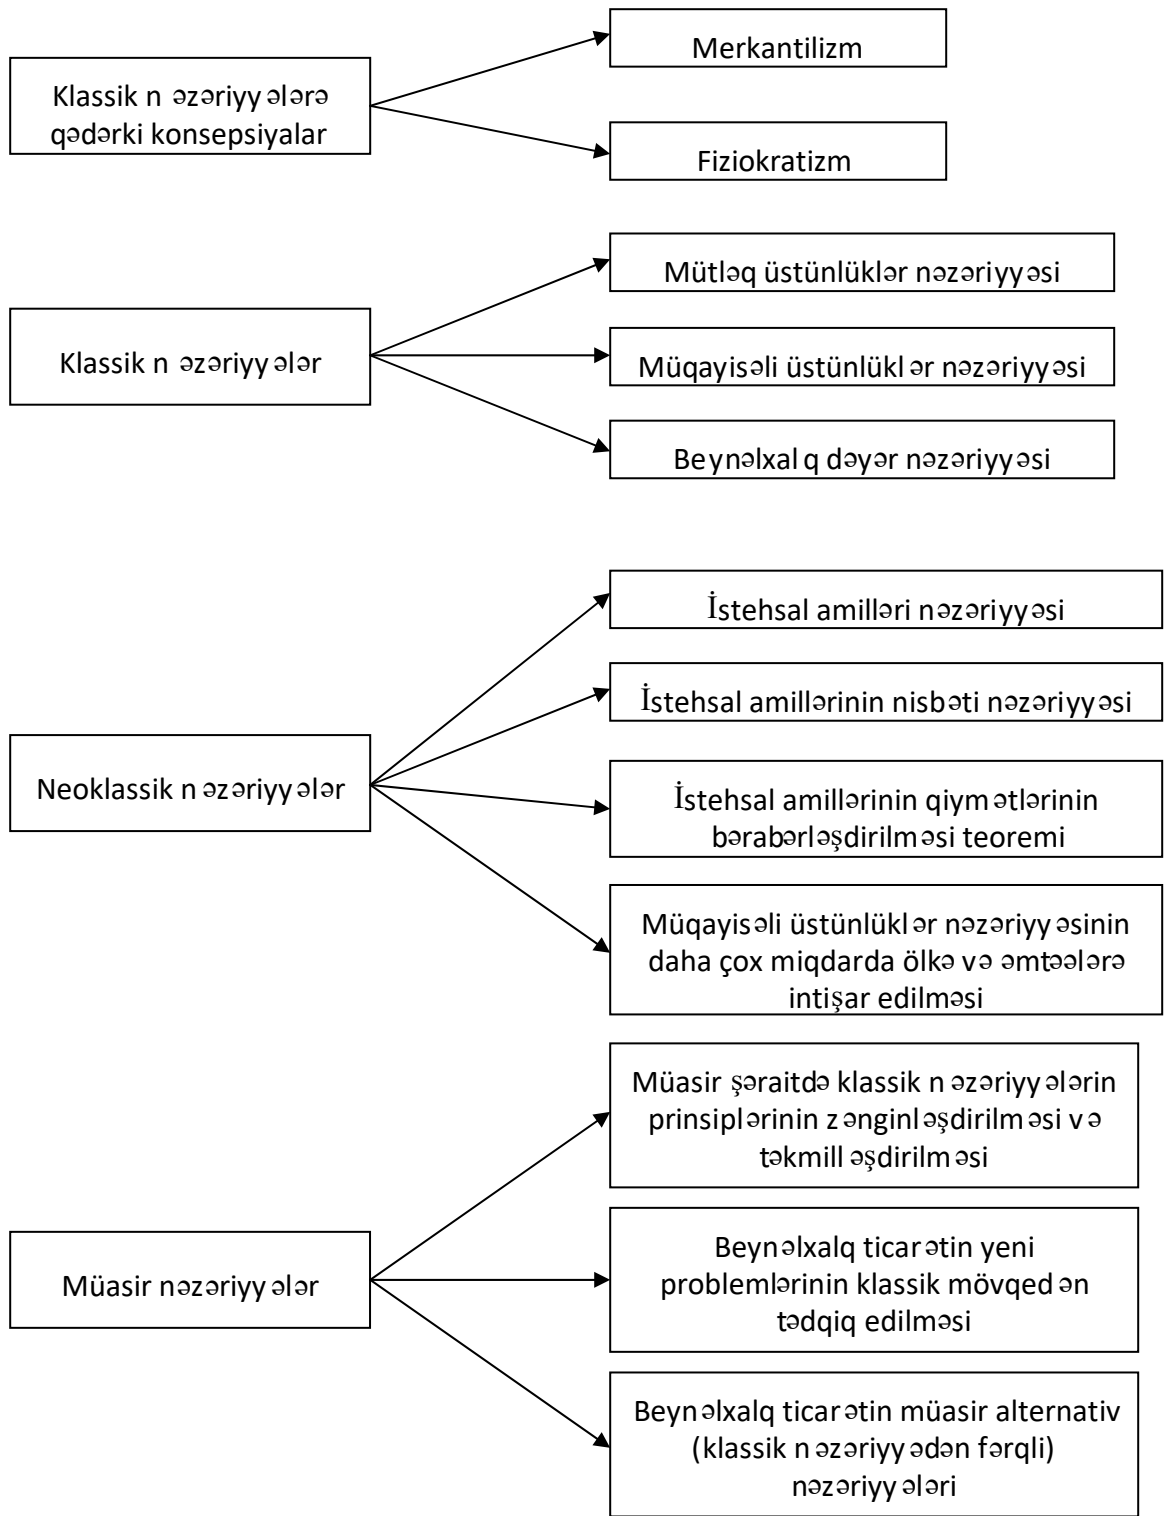 Klassik nəzəriyyələrə
qədərki konsepsiyalar
Merkantilizm
Fiziokratizm
Klassik nəzəriyyələr
Mütləq üstünlüklər nəzəriyyəsi
Müqayisəli üstünlüklər nəzəriyyəsi
Beynəlxalq dəyər nəzəriyyəsi
Neoklassik nəzəriyyələr
İstehsal amilləri nəzəriyyəsi
İstehsal amillərinin nisbəti nəzəriyyəsi
İstehsal amillərinin qiymətlərinin
bərabərləşdirilməsi teoremi
Müqayisəli üstünlüklər nəzəriyyəsinin
daha çox miqdarda ölkə və əmtəələrə
intişar edilməsi
Müasir nəzəriyyələr
Müasir şəraitdə klassik nəzəriyyələrin
prinsiplərinin zənginləşdirilməsi və
təkmilləşdirilməsi
Beynəlxalq ticarətin yeni
problemlərinin klassik mövqedən
tədqiq edilməsi
Beynəlxalq ticarətin müasir alternativ
(klassik nəzəriyyədən fərqli)
nəzəriyyələri